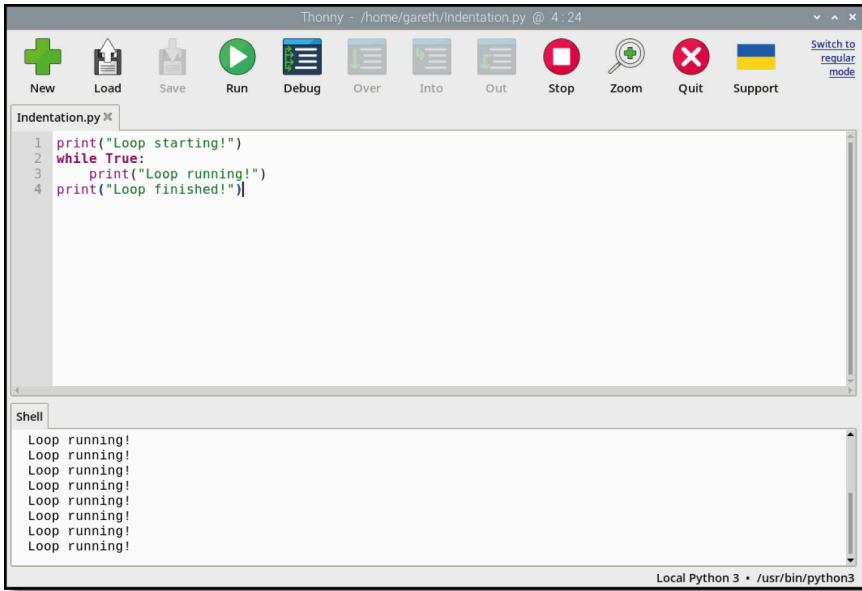 Thonny - /home/gareth/Indentation.py @ 4:24
New Load Save Run Debug Over Into Out Stop Zoom Quit Support
Switch to
regular
mode
Indentation.py
1 print("Loop starting!")
2 while True:
3     print("Loop running!")
4 print("Loop finished!")
Shell
Loop running!
Loop running!
Loop running!
Loop running!
Loop running!
Loop running!
Loop running!
Loop running!
Local Python 3 • /usr/bin/python3